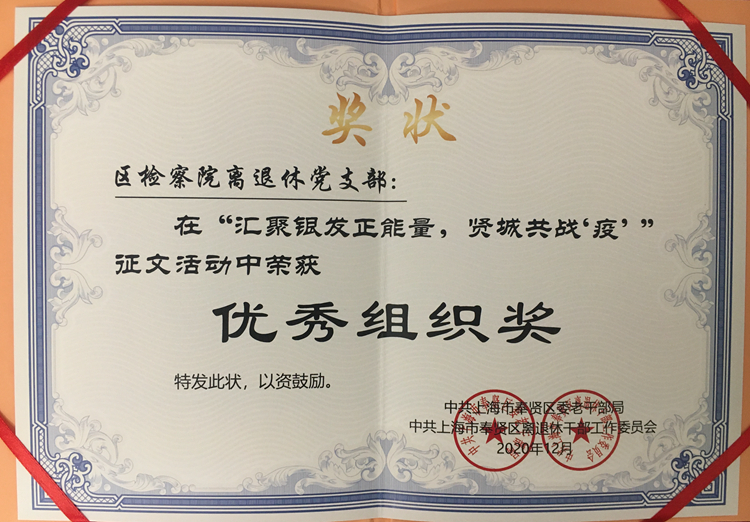 奖状
区检察院离退休党支部：
在“汇聚银发正能量，贤城共战‘疫’”
征文活动中荣获
优秀组织奖
特发此状，以资鼓励。
中共上海市奉贤区委老干部局
中共上海市奉贤区离退休干部工作委员会
2020年12月